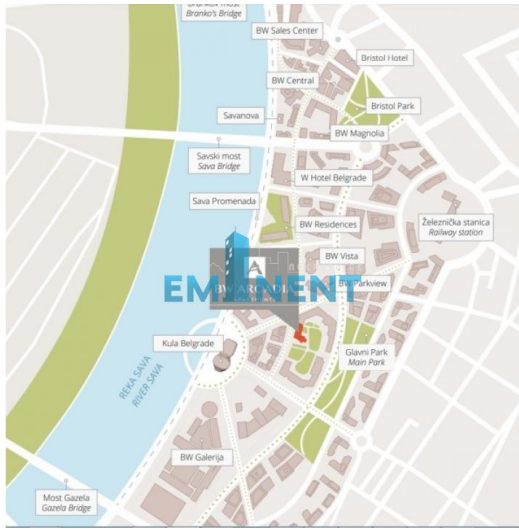 Branko's Bridge
BW Sales Center
Bristol Hotel
BW Central
Bristol Park
Savanova
BW Magnolia
Savski most
Sava Bridge
W Hotel Belgrade
Sava Promenada
BW Residences
Železnička stanica
Railway station
BW Vista
BW ARCADIA
EMINENT
BW Parkview
Kula Belgrade
Glavni Park
Main Park
REKA SAVA
RIVER SAVA
BW Galerija
Most Gazela
Gazela Bridge